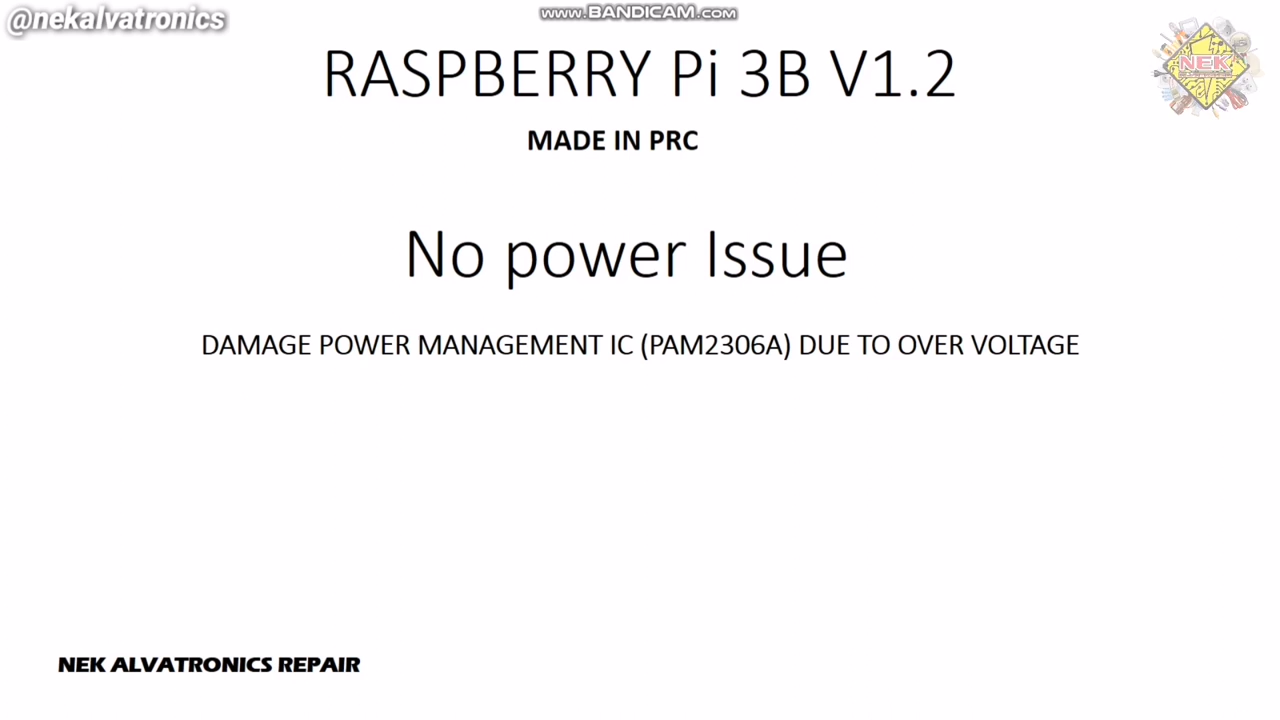 @nekalvatronics
www.BANDICAM.com
NEK
RASPBERRY Pi 3B V1.2
MADE IN PRC
No power Issue
DAMAGE POWER MANAGEMENT IC (PAM2306A) DUE TO OVER VOLTAGE
NEK ALVATRONICS REPAIR